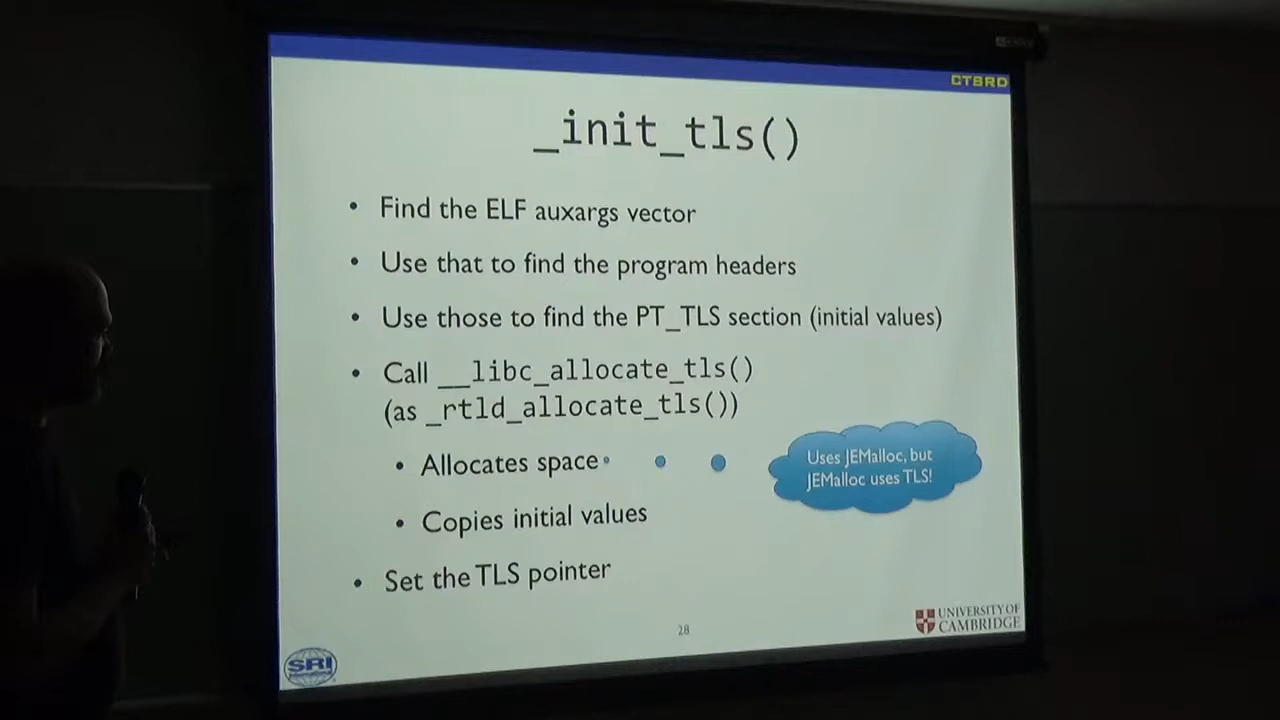 CTSRD
_init_tls()
• Find the ELF auxargs vector
• Use that to find the program headers
• Use those to find the PT_TLS section (initial values)
• Call __libc_allocate_tls()
(as _rtld_allocate_tls())
• Allocates space
Uses JEMalloc, but
JEMalloc uses TLS!
• Copies initial values
• Set the TLS pointer
28
UNIVERSITY OF
CAMBRIDGE
SRI